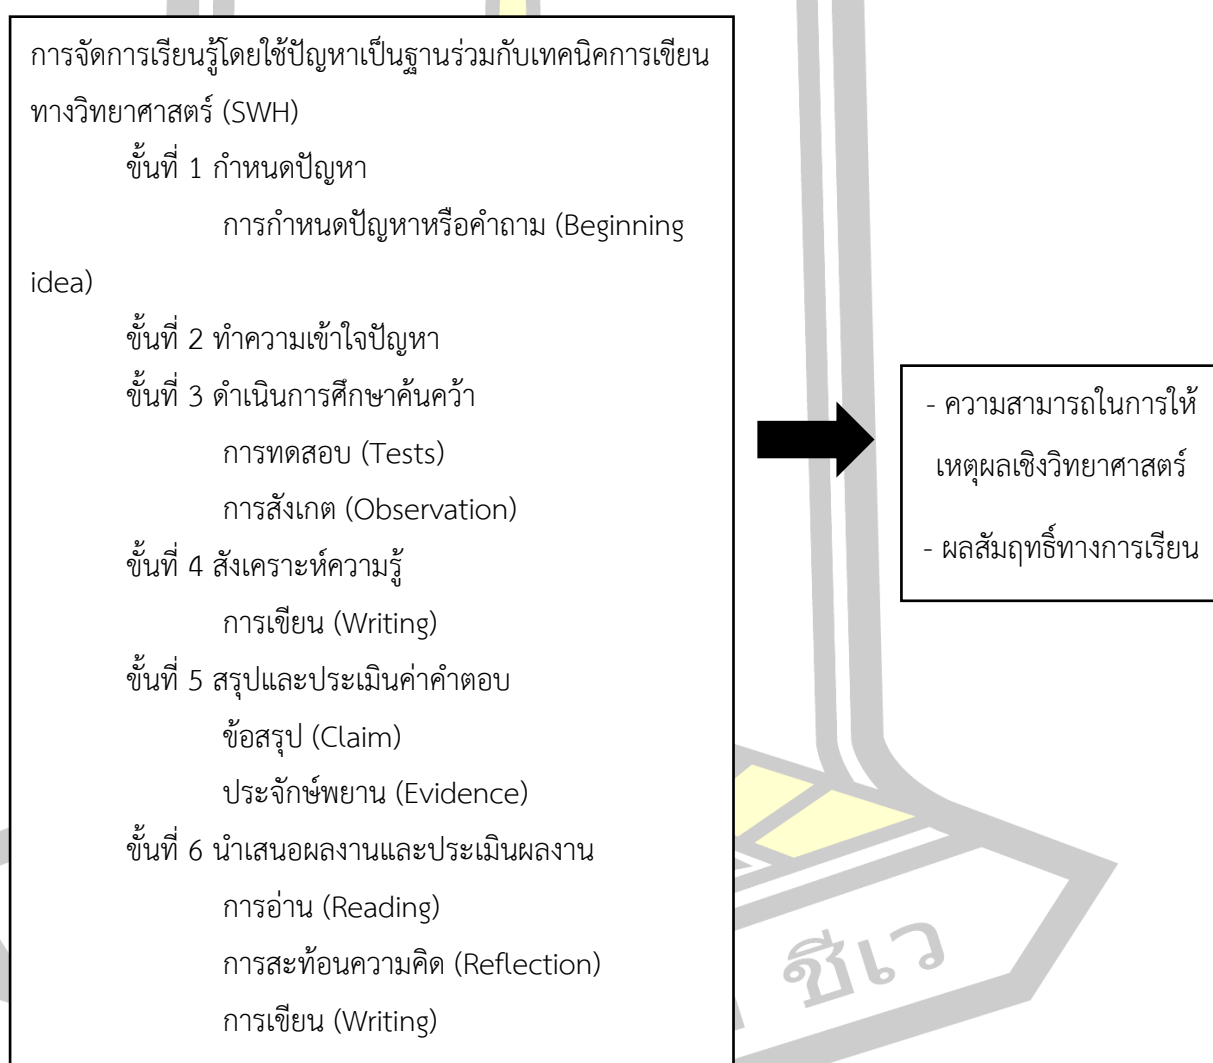 การจัดการเรียนรู้โดยใช้ปัญหาเป็นฐานร่วมกับเทคนิคการเขียน
ทางวิทยาศาสตร์ (SWH)
ขั้นที่ 1 กำหนดปัญหา
การกำหนดปัญหาหรือคำถาม (Beginning
idea)
ขั้นที่ 2 ทำความเข้าใจปัญหา
ขั้นที่ 3 ดำเนินการศึกษาค้นคว้า
การทดสอบ (Tests)
การสังเกต (Observation)
ขั้นที่ 4 สังเคราะห์ความรู้
การเขียน (Writing)
ขั้นที่ 5 สรุปและประเมินค่าคำตอบ
ข้อสรุป (Claim)
ประจักษ์พยาน (Evidence)
ขั้นที่ 6 นำเสนอผลงานและประเมินผลงาน
การอ่าน (Reading)
การสะท้อนความคิด (Reflection)
การเขียน (Writing)
- ความสามารถในการให้
เหตุผลเชิงวิทยาศาสตร์
- ผลสัมฤทธิ์ทางการเรียน
ชีเว